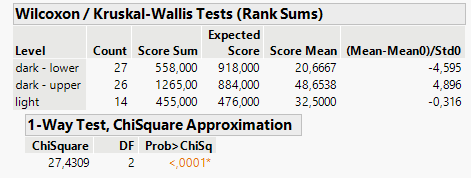 Wilcoxon / Kruskal-Wallis Tests (Rank Sums)
Expected
Level Count Score Sum Score Score Mean (Mean-Mean0)/Std0
dark - lower 27 558,000 918,000 20,6667 -4,595
dark - upper 26 1265,00 884,000 48,6538 4,896
light 14 455,000 476,000 32,5000 -0,316
1-Way Test, ChiSquare Approximation
ChiSquare DF Prob>ChiSq
27,4309 2 <,0001*